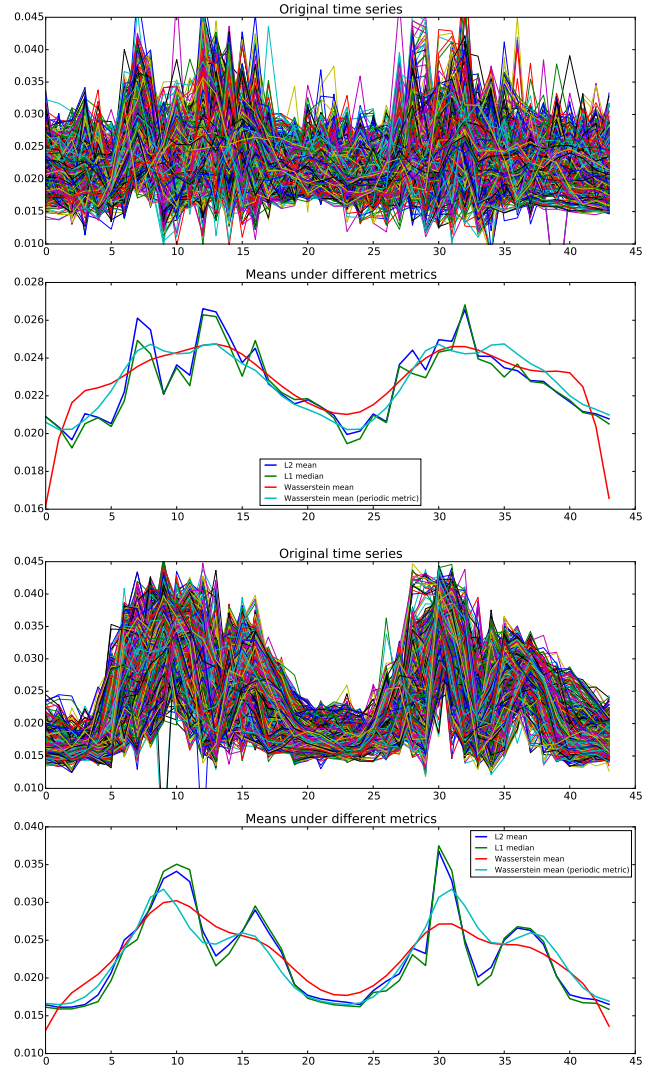 Original time series
0.045
0.040
0.035
0.030
0.025
0.020
0.015
0.010
0 5 10 15 20 25 30 35 40 45
Means under different metrics
0.028
0.026
0.024
0.022
0.020
0.018
0.016
L2 mean
L1 median
Wasserstein mean
Wasserstein mean (periodic metric)
0 5 10 15 20 25 30 35 40 45
Original time series
0.045
0.040
0.035
0.030
0.025
0.020
0.015
0.010
0 5 10 15 20 25 30 35 40 45
Means under different metrics
0.040
0.035
0.030
0.025
0.020
0.015
0.010
L2 mean
L1 median
Wasserstein mean
Wasserstein mean (periodic metric)
0 5 10 15 20 25 30 35 40 45